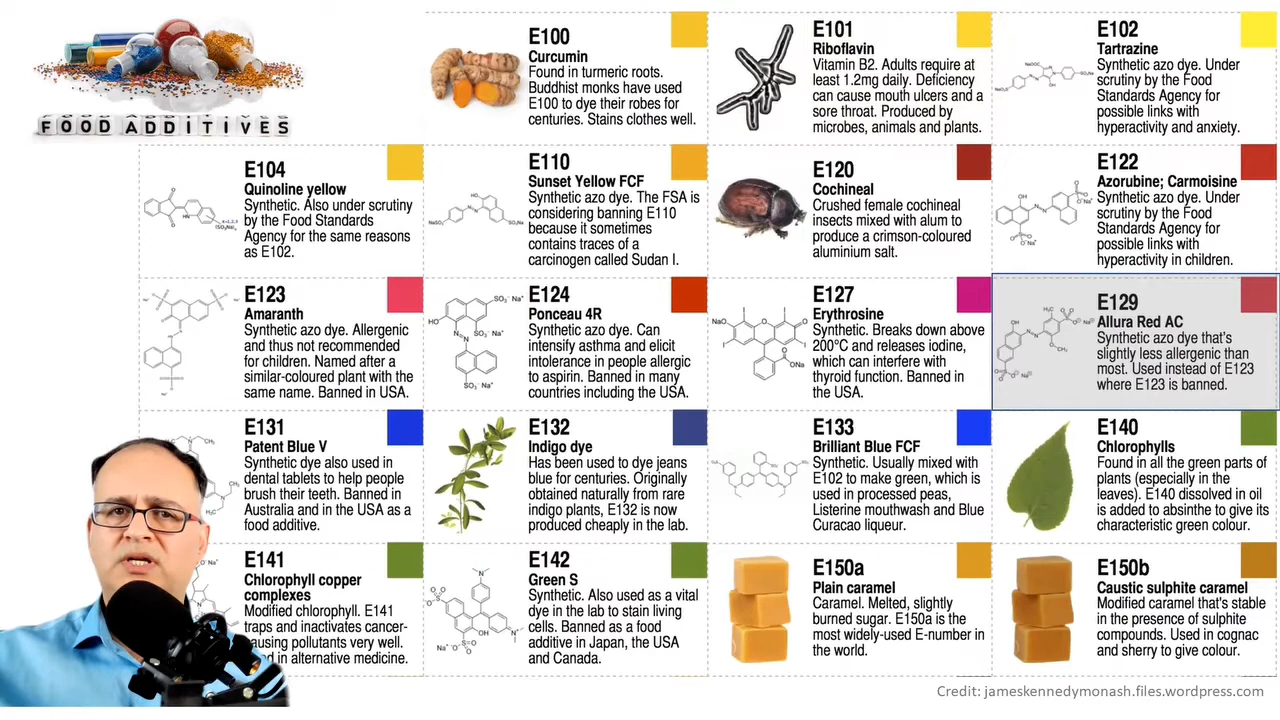 FOOD ADDITIVES
E100
Curcumin
Found in turmeric roots.
Buddhist monks have used
E100 to dye their robes for
centuries. Stains clothes well.
E101
Riboflavin
Vitamin B2. Adults require at
least 1.2mg daily. Deficiency
can cause mouth ulcers and a
sore throat. Produced by
microbes, animals and plants.
E102
Tartrazine
Synthetic azo dye. Under
scrutiny by the Food
Standards Agency for
possible links with
hyperactivity and anxiety.
E104
Quinoline yellow
Synthetic. Also under scrutiny
by the Food Standards
Agency for the same reasons
as E102.
E110
Sunset Yellow FCF
Synthetic azo dye. The FSA is
considering banning E110
because it sometimes
contains traces of a
carcinogen called Sudan I.
E120
Cochineal
Crushed female cochineal
insects mixed with alum to
produce a crimson-coloured
aluminium salt.
E122
Azorubine; Carmoisine
Synthetic azo dye. Under
scrutiny by the Food
Standards Agency for
possible links with
hyperactivity in children.
E123
Amaranth
Synthetic azo dye. Allergenic
and thus not recommended
for children. Named after a
similar-coloured plant with the
same name. Banned in USA.
E124
Ponceau 4R
Synthetic azo dye. Can
intensify asthma and elicit
intolerance in people allergic
to aspirin. Banned in many
countries including the USA.
E127
Erythrosine
Synthetic. Breaks down above
200°C and releases iodine,
which can interfere with
thyroid function. Banned in
the USA.
E129
Allura Red AC
Synthetic azo dye that's
slightly less allergenic than
most. Used instead of E123
where E123 is banned.
E131
Patent Blue V
Synthetic dye also used in
dental tablets to help people
brush their teeth. Banned in
Australia and in the USA as a
food additive.
E132
Indigo dye
Has been used to dye jeans
blue for centuries. Originally
obtained naturally from rare
indigo plants, E132 is now
produced cheaply in the lab.
E133
Brilliant Blue FCF
Synthetic. Usually mixed with
E102 to make green, which is
used in processed peas,
Listerine mouthwash and Blue
Curacao liqueur.
E140
Chlorophylls
Found in all the green parts of
plants (especially in the
leaves). E140 dissolved in oil
is added to absinthe to give its
characteristic green colour.
E141
Chlorophyll copper
complexes
Modified chlorophyll. E141
traps and inactivates cancer-
causing pollutants very well.
in alternative medicine.
E142
Green S
Synthetic. Also used as a vital
dye in the lab to stain living
cells. Banned as a food
additive in Japan, the USA
and Canada.
E150a
Plain caramel
Caramel. Melted, slightly
burned sugar. E150a is the
most widely-used E-number in
the world.
E150b
Caustic sulphite caramel
Modified caramel that's stable
in the presence of sulphite
compounds. Used in cognac
and sherry to give colour.
Credit: jameskennedymonash.files.wordpress.com